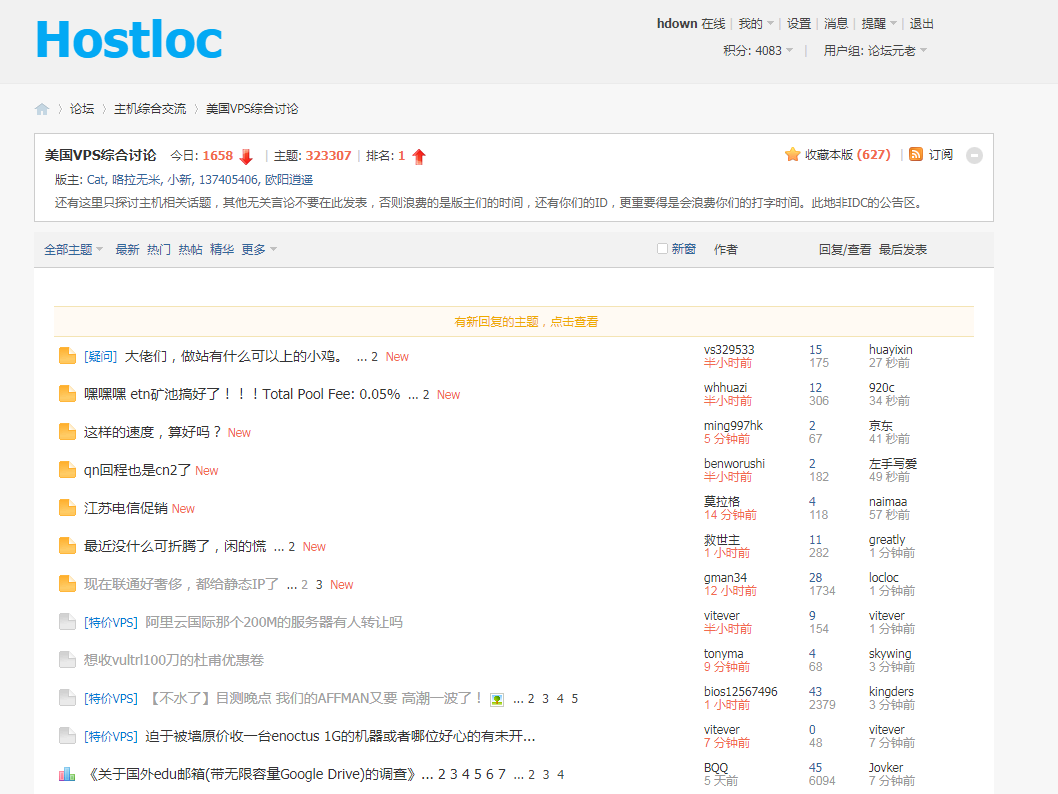 Hostloc
hdown 在线 | 我的 | 设置 | 消息 | 提醒 | 退出
积分: 4083 | 用户组: 论坛元老
论坛 〉 主机综合交流 〉 美国VPS综合讨论
美国VPS综合讨论 今日: 1658 | 主题: 323307 | 排名: 1 收藏本版 (627) | 订阅
版主: Cat, 咯拉无米, 小新, 137405406, 欧阳逍遥
还有这里只探讨主机相关话题，其他无关言论不要在此发表，否则浪费的是版主们的时间，还有你们的ID，更重要得是会浪费你们的打字时间。此地非IDC的公告区。
全部主题 最新 热门 热帖 精华 更多 新窗 作者 回复/查看 最后发表
有新回复的主题，点击查看
[疑问] 大佬们，做站有什么可以上的小鸡。 ... 2 New vs329533 15 huayixin
半小时前 175 27 秒前
嘿嘿嘿 etn矿池搞好了！！！Total Pool Fee: 0.05% ... 2 New whhuazi 12 920c
半小时前 306 34 秒前
这样的速度，算好吗？ New ming997hk 2 京东
5 分钟前 67 41 秒前
qn回程也是cn2了 New benworushi 2 左手写爱
半小时前 182 49 秒前
江苏电信促销 New 莫拉格 4 naimaa
14 分钟前 118 57 秒前
最近没什么可折腾了，闲的慌 ... 2 New 救世主 11 greatly
1 小时前 282 1 分钟前
现在联通好奢侈，都给静态IP了 ... 2 3 New gman34 28 locloc
12 小时前 1734 1 分钟前
[特价VPS] 阿里云国际那个200M的服务器有人转让吗 vitever 9 vitever
半小时前 154 1 分钟前
想收vultrl100刀的杜甫优惠卷 tonyma 4 skywing
9 分钟前 68 3 分钟前
[特价VPS] 【不水了】目测晚点 我们的AFFMAN又要 高潮一波了！ ... 2 3 4 5 bios12567496 43 kingders
1 小时前 2379 3 分钟前
[特价VPS] 迫于被墙原价收一台enoctus 1G的机器或者哪位好心的有未开... vitever 0 vitever
7 分钟前 48 7 分钟前
《关于国外edu邮箱(带无限容量Google Drive)的调查》... 2 3 4 5 6 7 ... 2 3 4 BQQ 45 Jovker
5 天前 6094 7 分钟前